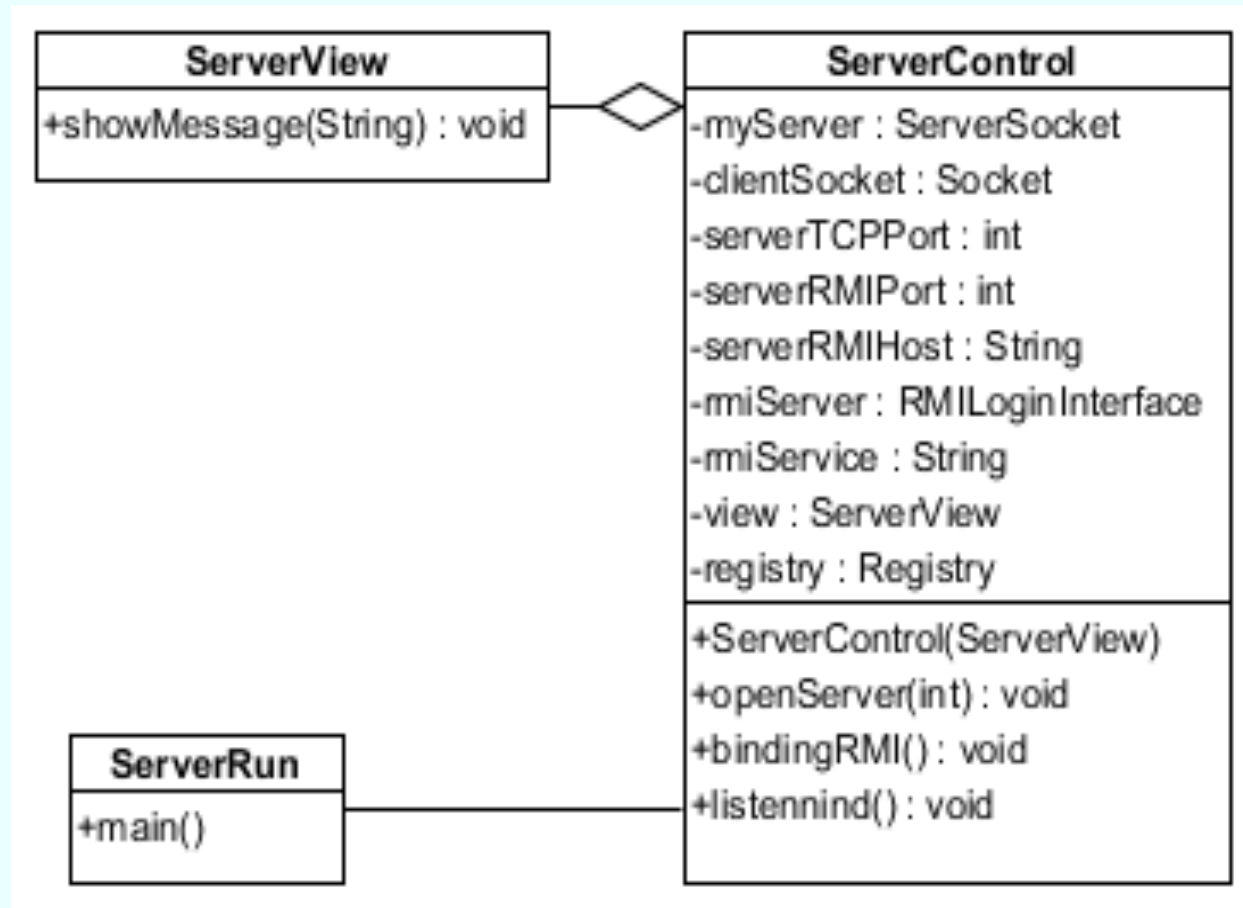 ServerView
+showMessage(String) : void
ServerControl
-myServer : ServerSocket
-clientSocket : Socket
-serverTCPPort : int
-serverRMIPort : int
-serverRMIHost : String
-rmiServer : RMILoginInterface
-rmiService : String
-view : ServerView
-registry : Registry
+ServerControl(ServerView)
+openServer(int) : void
+bindingRMI() : void
+listennind() : void
ServerRun
+main()